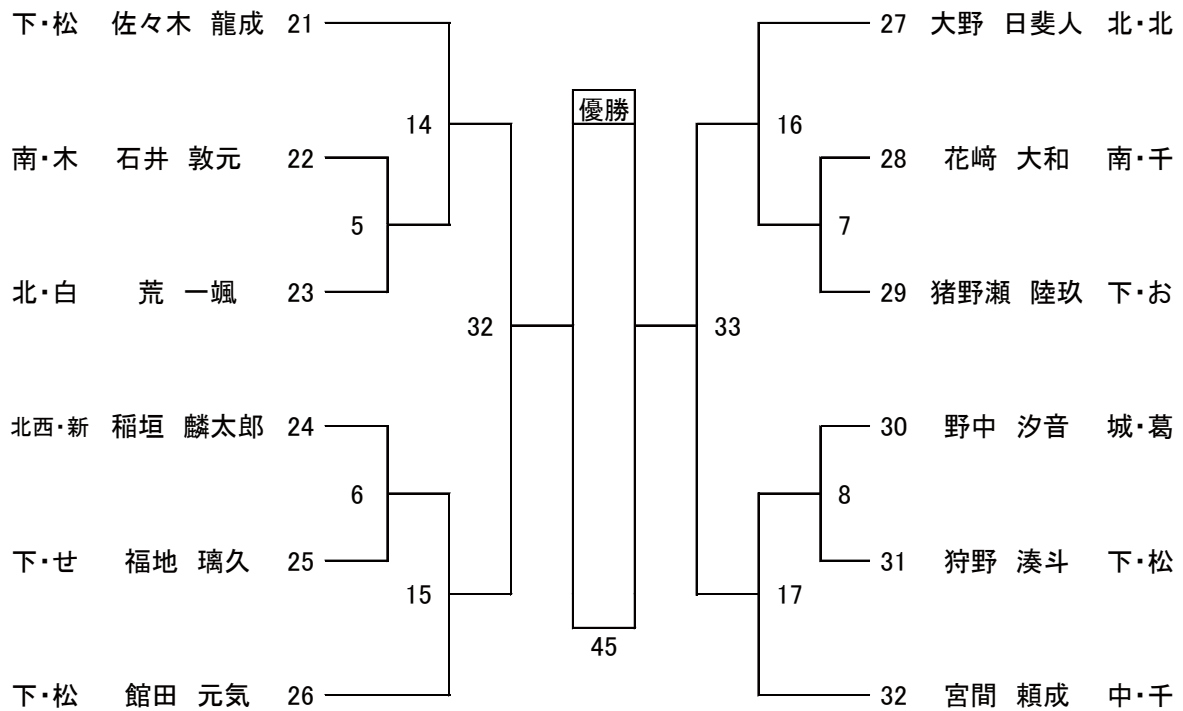 下・松 佐々木 龍成 21
27 大野 日斐人 北・北
優勝
14
16
南・木 石井 敦元 22
28 花﨑 大和 南・千
5
7
北・白 荒 一颯 23
29 猪野瀬 陸玖 下・お
32
33
北西・新 稲垣 麟太郎 24
30 野中 汐音 城・葛
6
8
下・せ 福地 璃久 25
31 狩野 湊斗 下・松
15
17
45
下・松 館田 元気 26
32 宮間 頼成 中・千